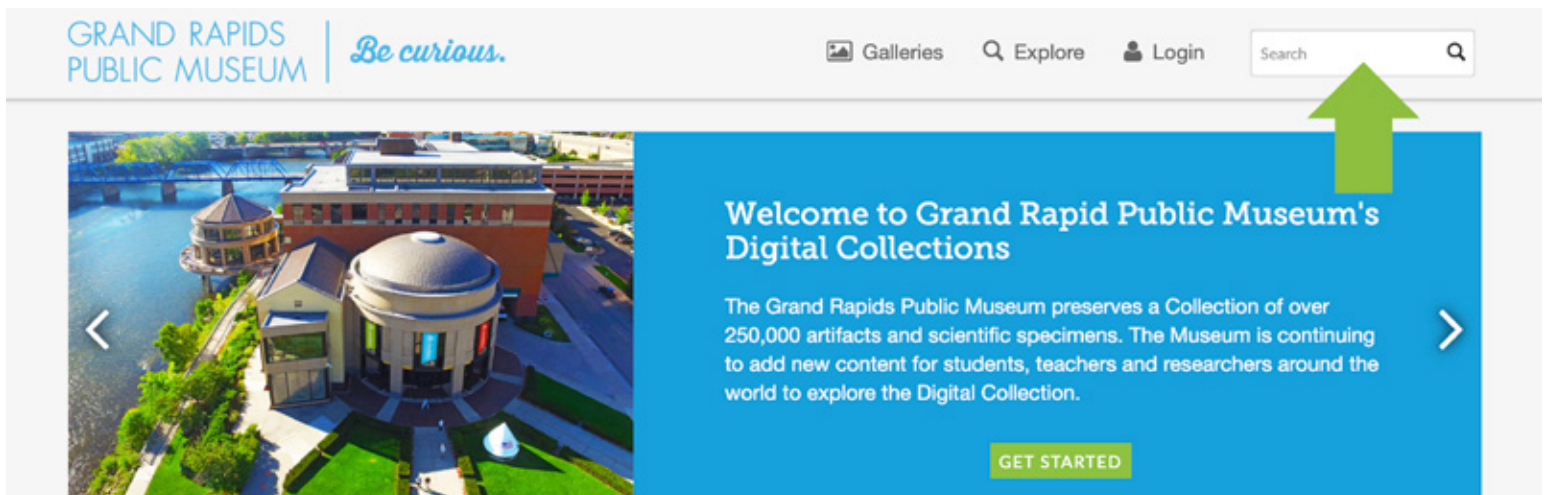 GRAND RAPIDS
PUBLIC MUSEUM
Be curious.
Galleries
Explore
Login
Search
Welcome to Grand Rapid Public Museum's
Digital Collections
The Grand Rapids Public Museum preserves a Collection of over
250,000 artifacts and scientific specimens. The Museum is continuing
to add new content for students, teachers and researchers around the
world to explore the Digital Collection.
GET STARTED